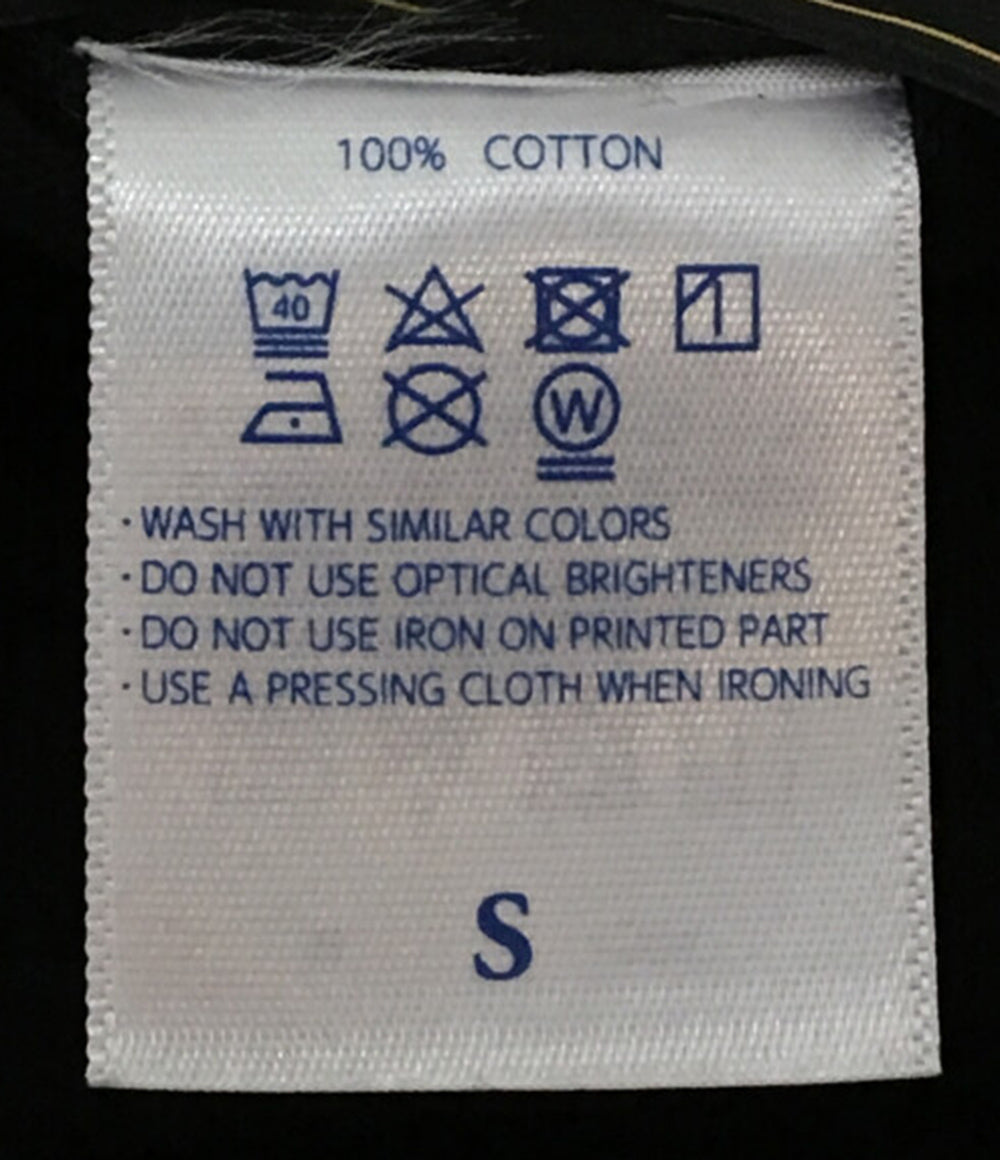 100% COTTON
40
W
· WASH WITH SIMILAR COLORS
· DO NOT USE OPTICAL BRIGHTENERS
· DO NOT USE IRON ON PRINTED PART
· USE A PRESSING CLOTH WHEN IRONING
S